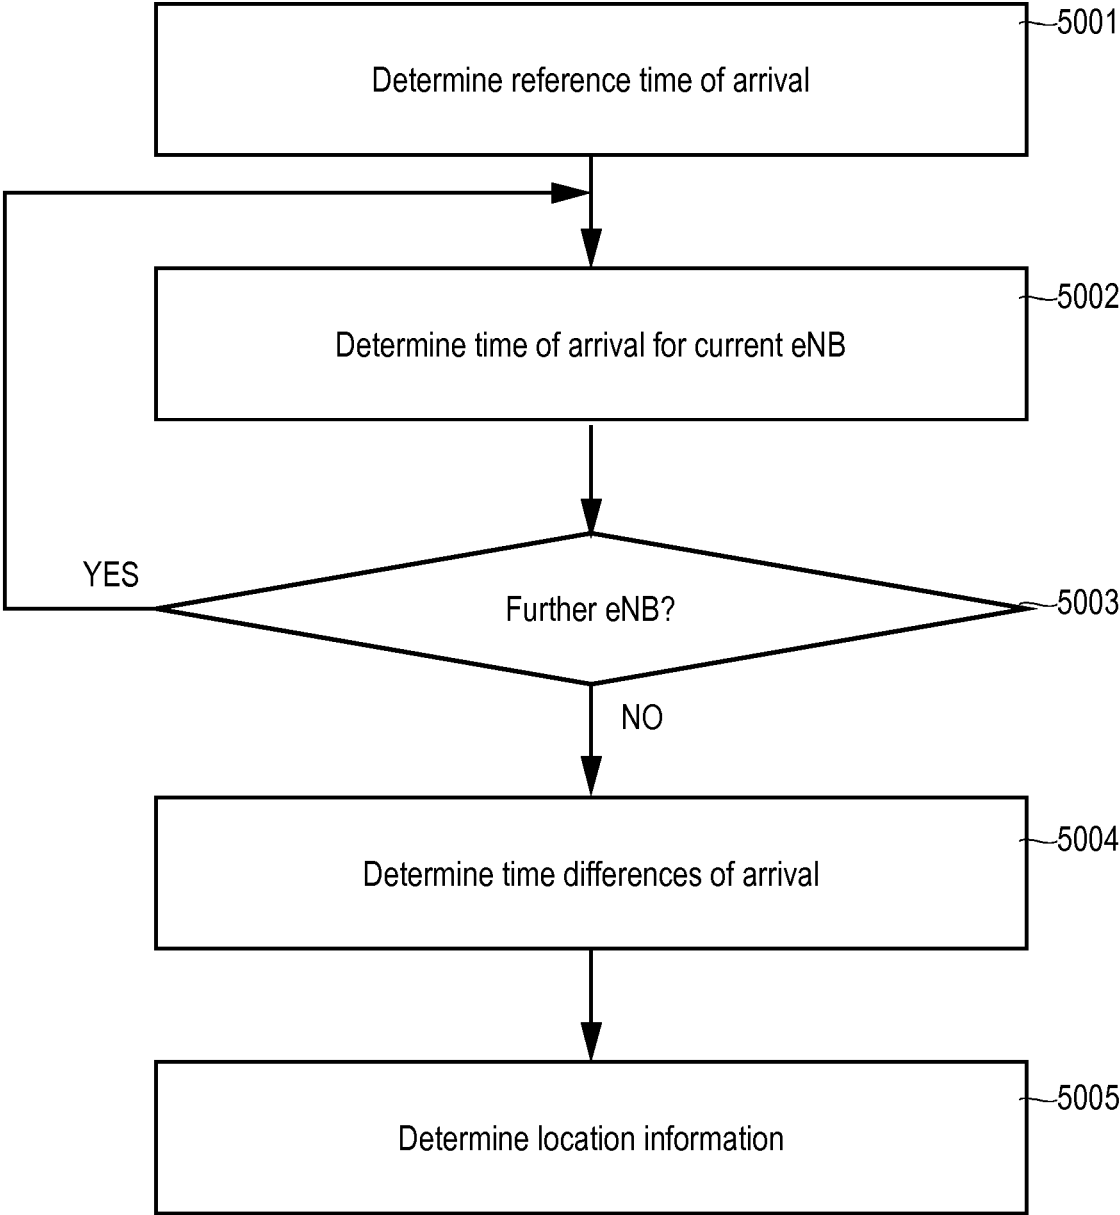 5001
Determine reference time of arrival
5002
Determine time of arrival for current eNB
YES
Further eNB?
5003
NO
5004
Determine time differences of arrival
5005
Determine location information